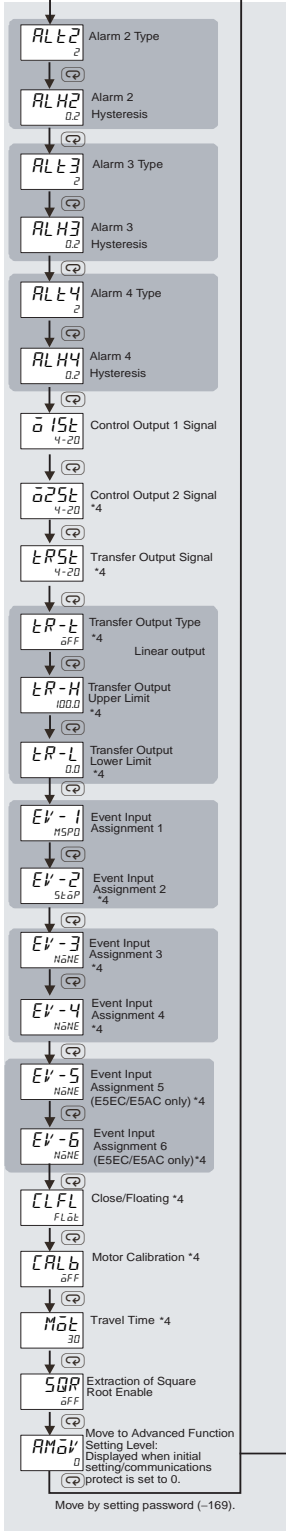 ALt2 Alarm 2 Type
2
ALH2 Alarm 2
0.2 Hysteresis
ALt3 Alarm 3 Type
2
ALH3 Alarm 3
0.2 Hysteresis
ALt4 Alarm 4 Type
2
ALH4 Alarm 4
0.2 Hysteresis
o1St Control Output 1 Signal
4-20
o2St Control Output 2 Signal
4-20 *4
tRSt Transfer Output Signal
4-20 *4
tR-t Transfer Output Type
oFF *4
Linear output
tR-H Transfer Output
100.0 Upper Limit
*4
tR-L Transfer Output
0.0 Lower Limit
*4
EV-1 Event Input
MSP0 Assignment 1
EV-2 Event Input
StoP Assignment 2
*4
EV-3 Event Input
NoNE Assignment 3
*4
EV-4 Event Input
NoNE Assignment 4
*4
EV-5 Event Input
NoNE Assignment 5
(E5EC/E5AC only) *4
EV-6 Event Input
NoNE Assignment 6
(E5EC/E5AC only)*4
CLFL Close/Floating *4
FLot
CALb Motor Calibration *4
oFF
Mot Travel Time *4
30
SQR Extraction of Square
oFF Root Enable
AMoV Move to Advanced Function
0 Setting Level:
Displayed when initial
setting/communications
protect is set to 0.
Move by setting password (−169).